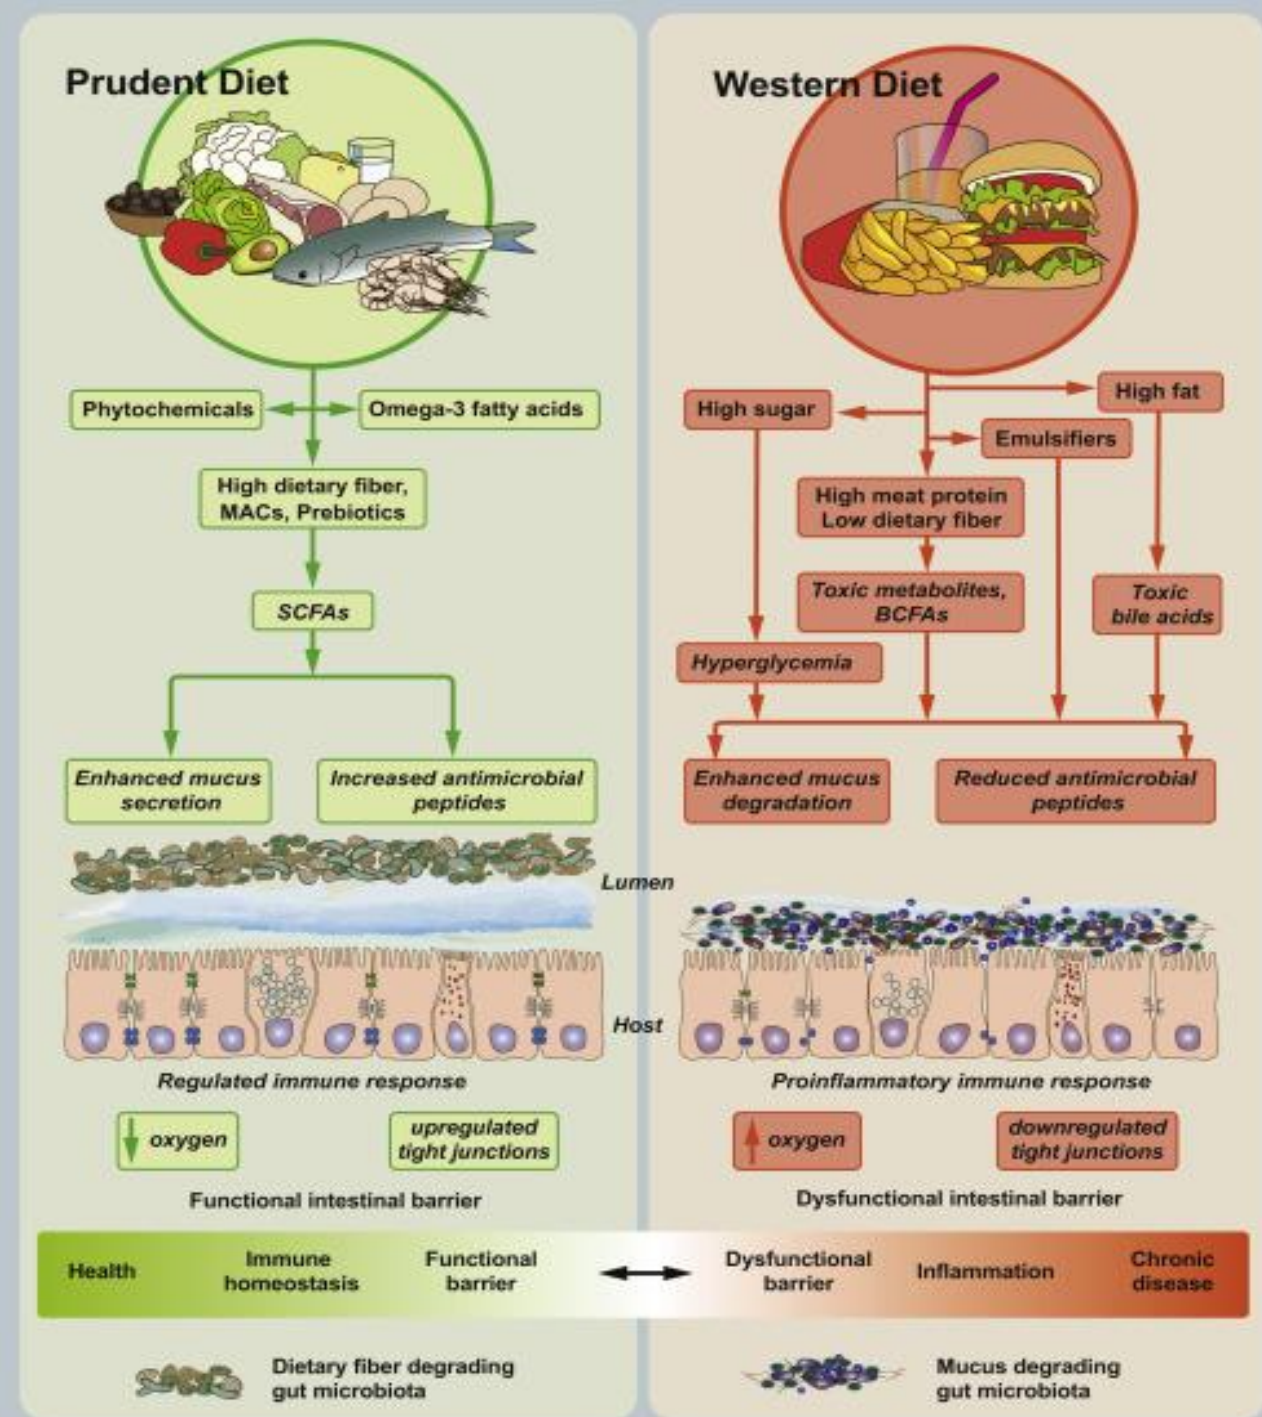 Prudent Diet
Phytochemicals
Omega-3 fatty acids
High dietary fiber,
MACs, Prebiotics
SCFAs
Enhanced mucus
secretion
Increased antimicrobial
peptides
Western Diet
High fat
High sugar
Emulsifiers
High meat protein
Low dietary fiber
Toxic metabolites,
BCFAs
Toxic
bile acids
Hyperglycemia
Enhanced mucus
degradation
Reduced antimicrobial
peptides
Lumen
Host
Regulated immune response
oxygen
upregulated
tight junctions
Functional intestinal barrier
Proinflammatory immune response
oxygen
downregulated
tight junctions
Dysfunctional intestinal barrier
Health
Immune
homeostasis
Functional
barrier
Dysfunctional
barrier
Inflammation
Chronic
disease
Dietary fiber degrading
gut microbiota
Mucus degrading
gut microbiota